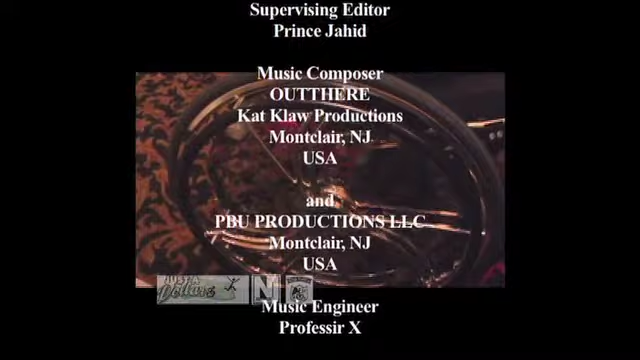 Supervising Editor
Prince Jahid
Music Composer
OUTTHERE
Kat Klaw Productions
Montclair, NJ
USA
and
PBU PRODUCTIONS LLC
Montclair, NJ
USA
Dollars
N
Music Engineer
Professir X